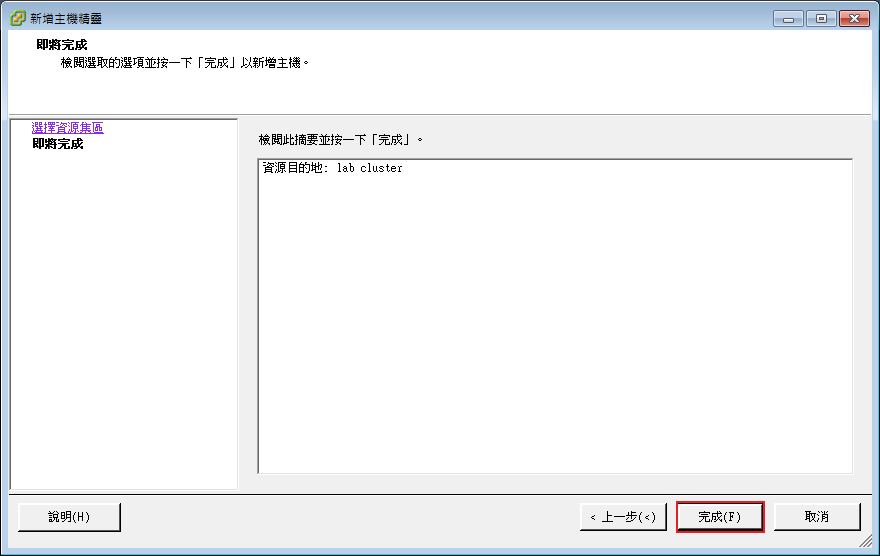 新增主機精靈
即將完成
檢閱選取的選項並按一下「完成」以新增主機。
選擇資源集區
即將完成
檢閱此摘要並按一下「完成」。
資源目的地: lab cluster
說明(H)
< 上一步(<)
完成(F)
取消